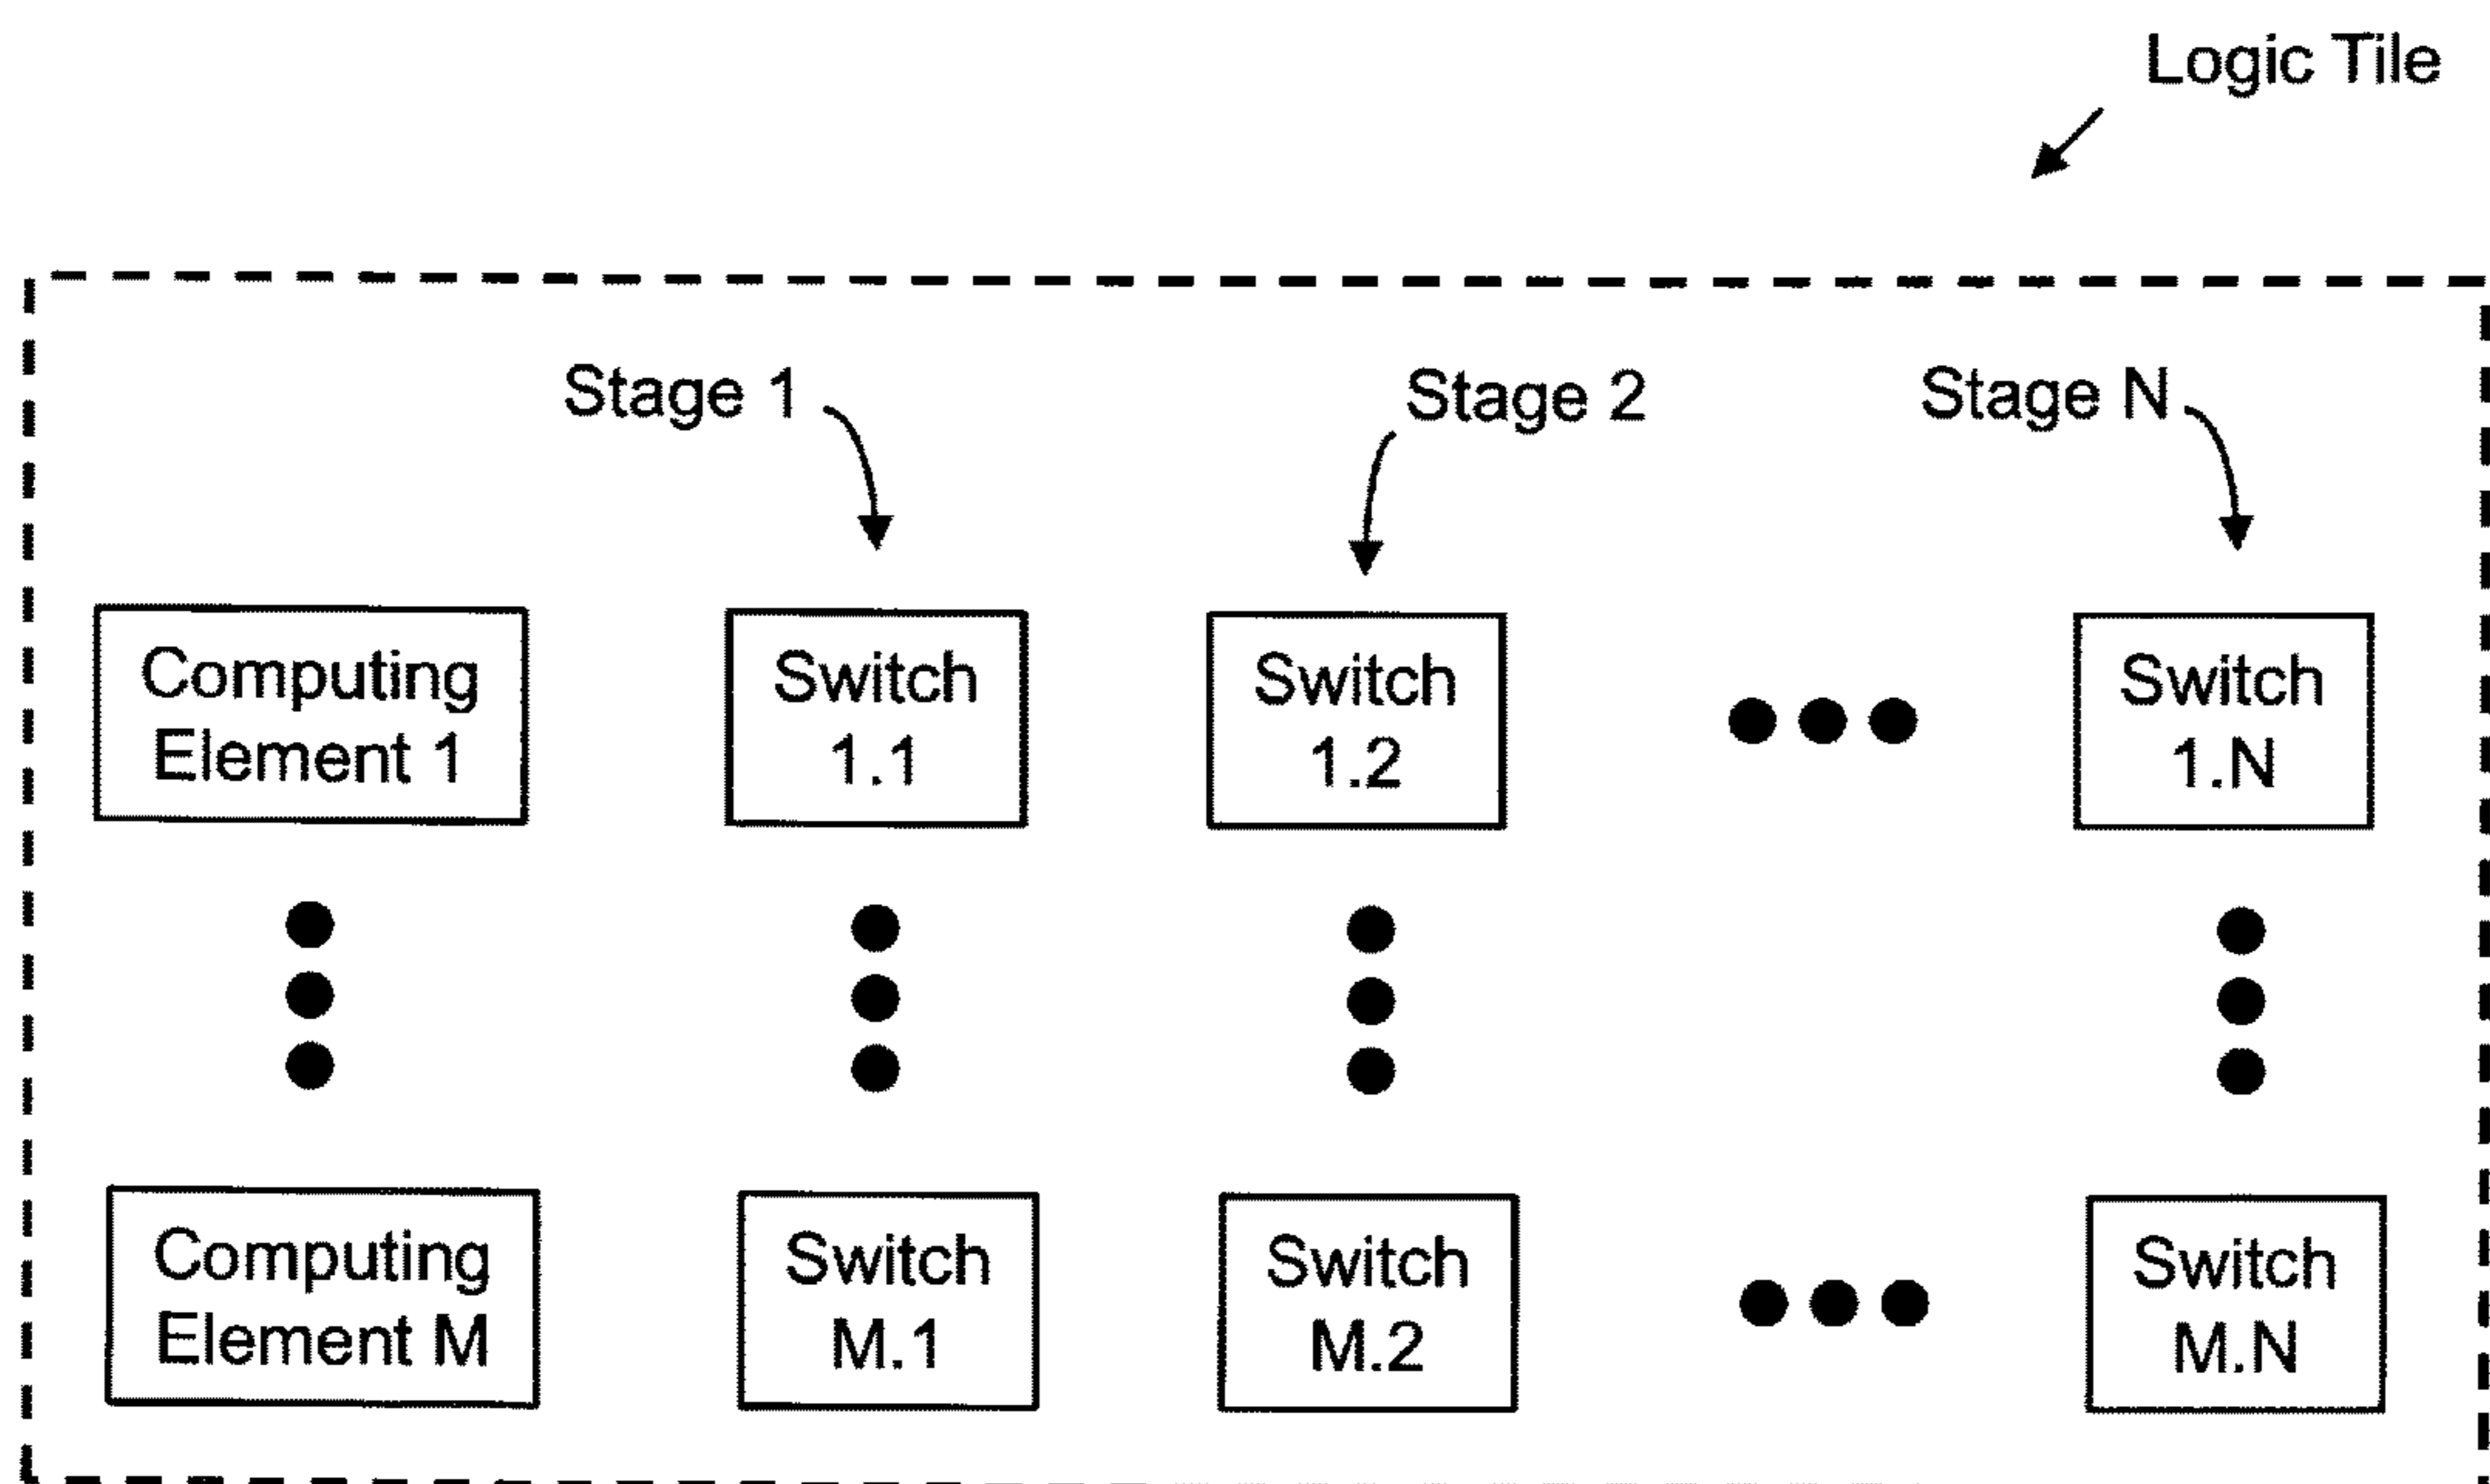 Logic Tile
Stage 1
Stage 2
Stage N
Computing
Element 1
Switch
1.1
Switch
1.2
Switch
1.N
Computing
Element M
Switch
M.1
Switch
M.2
Switch
M.N